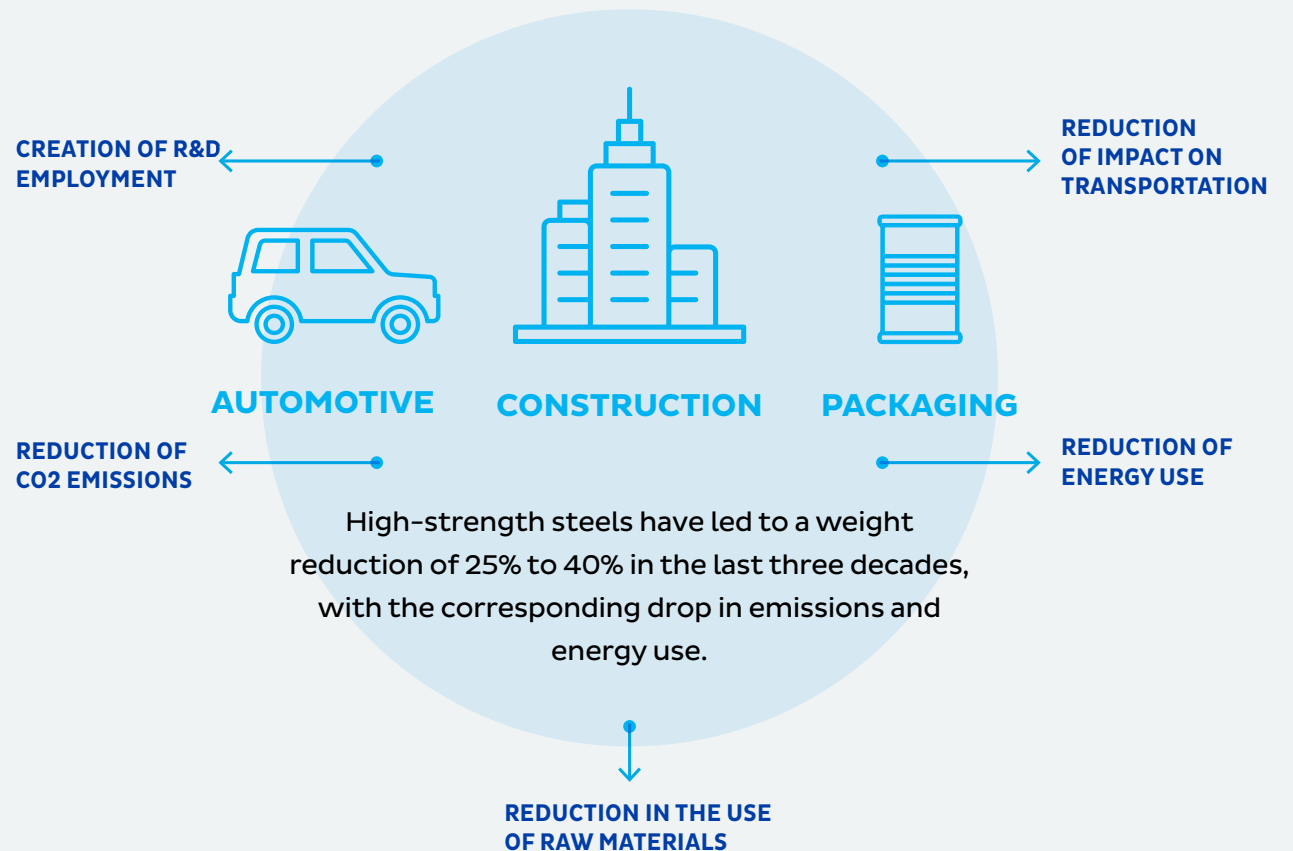 CREATION OF R&D
EMPLOYMENT
REDUCTION
OF IMPACT ON
TRANSPORTATION
AUTOMOTIVE
CONSTRUCTION
PACKAGING
REDUCTION OF
CO2 EMISSIONS
REDUCTION OF
ENERGY USE
High-strength steels have led to a weight
reduction of 25% to 40% in the last three decades,
with the corresponding drop in emissions and
energy use.
REDUCTION IN THE USE
OF RAW MATERIALS